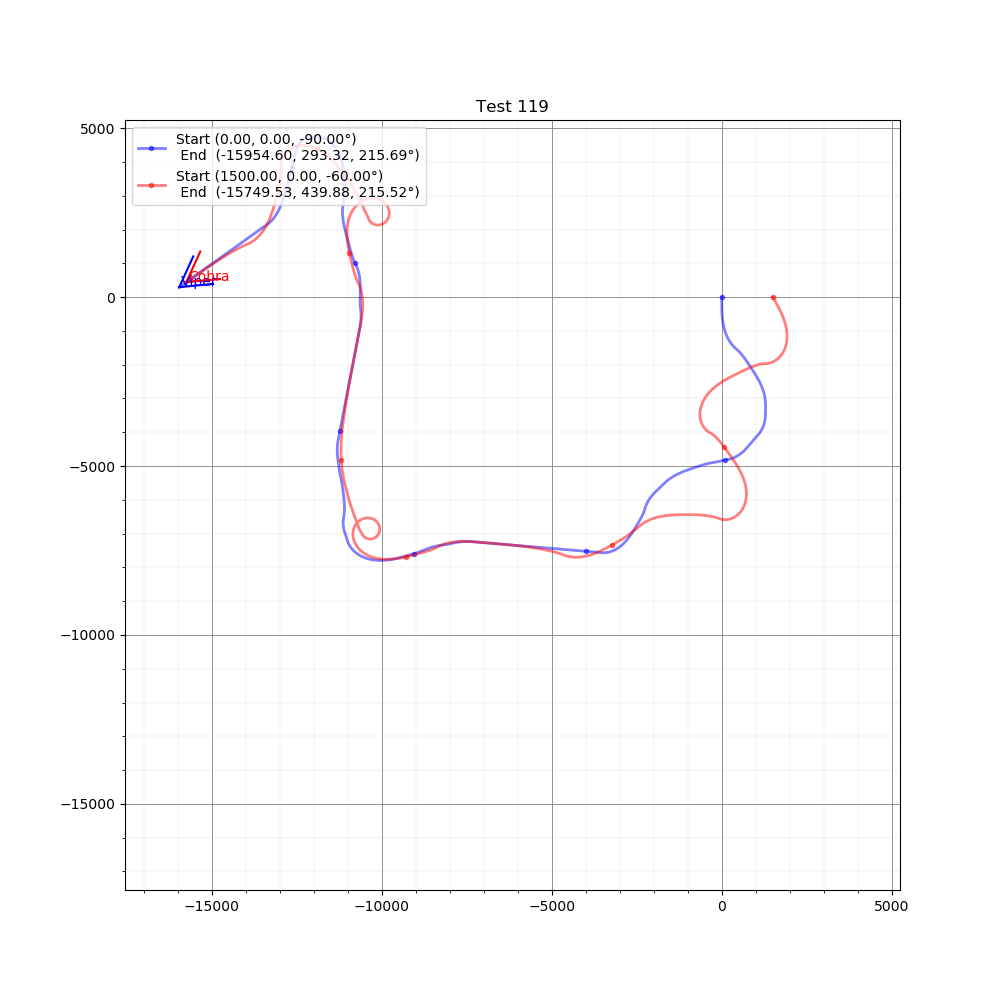 Test 119
Start (0.00, 0.00, -90.00°)
End (-15954.60, 293.32, 215.69°)
Start (1500.00, 0.00, -60.00°)
End (-15749.53, 439.88, 215.52°)
5000
0
−5000
−10000
−15000
−15000
−10000
−5000
0
5000